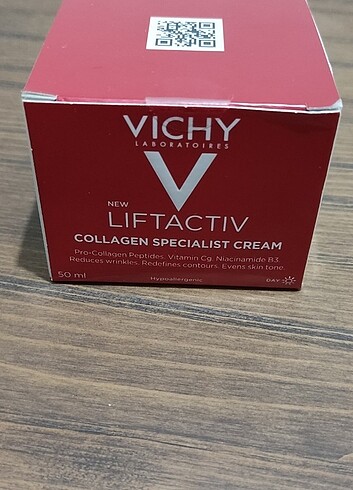 VICHY
LABORATOIRES
V
NEW
LIFTACTIV
COLLAGEN SPECIALIST CREAM
Pro-Collagen Peptides. Vitamin Cg. Niacinamide B3.
Reduces wrinkles. Redefines contours. Evens skin tone.
50 ml
Hypoallergenic
DAY